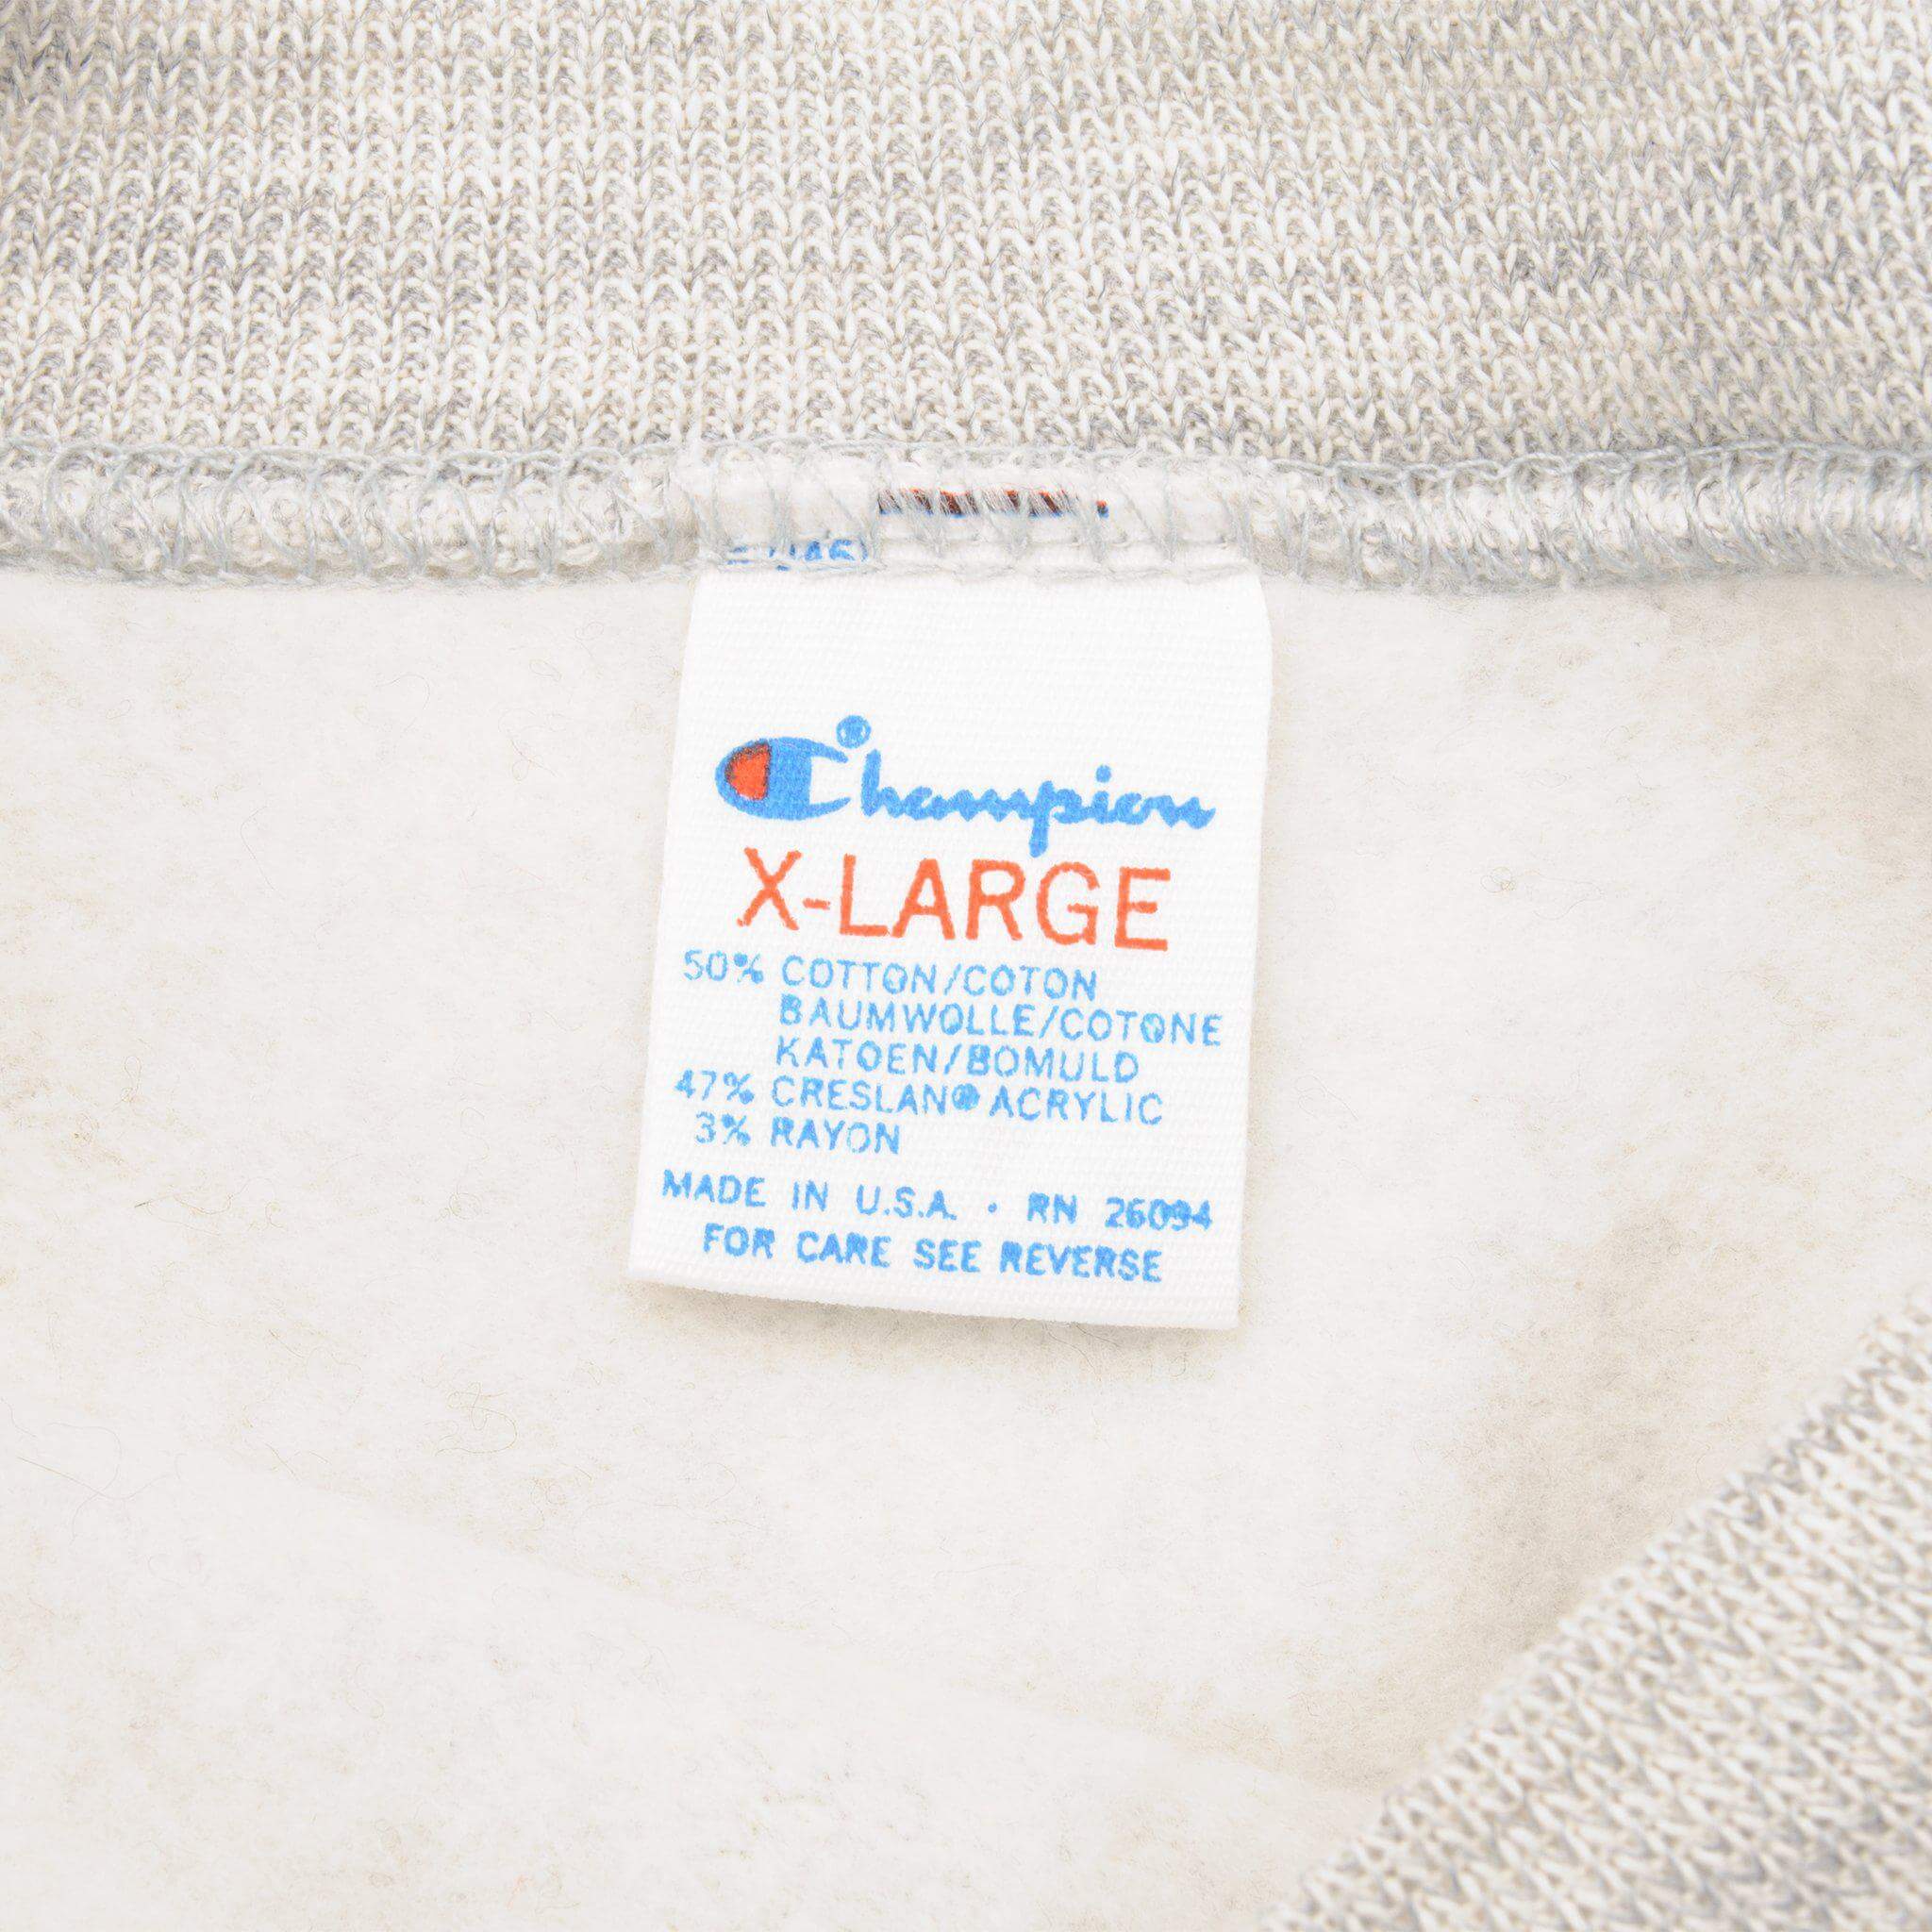 Champion®
X-LARGE
50% COTTON/COTON
BAUMWOLLE/COTONE
KATOEN/BOMULD
47% CRESLAN® ACRYLIC
3% RAYON
MADE IN U.S.A. • RN 26094
FOR CARE SEE REVERSE